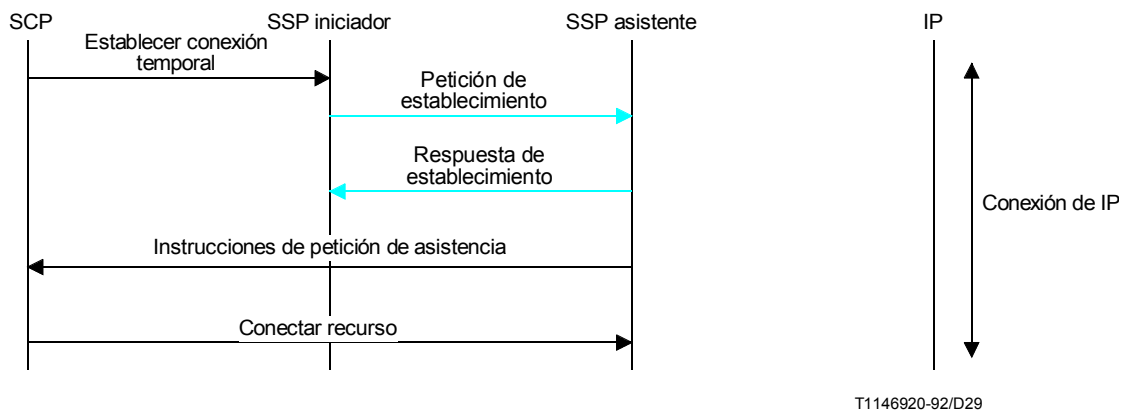 SCP
SSP iniciador
SSP asistente
IP
Establecer conexión
temporal
Petición de
establecimiento
Respuesta de
establecimiento
Conexión de IP
Instrucciones de petición de asistencia
Conectar recurso
T1146920-92/D29